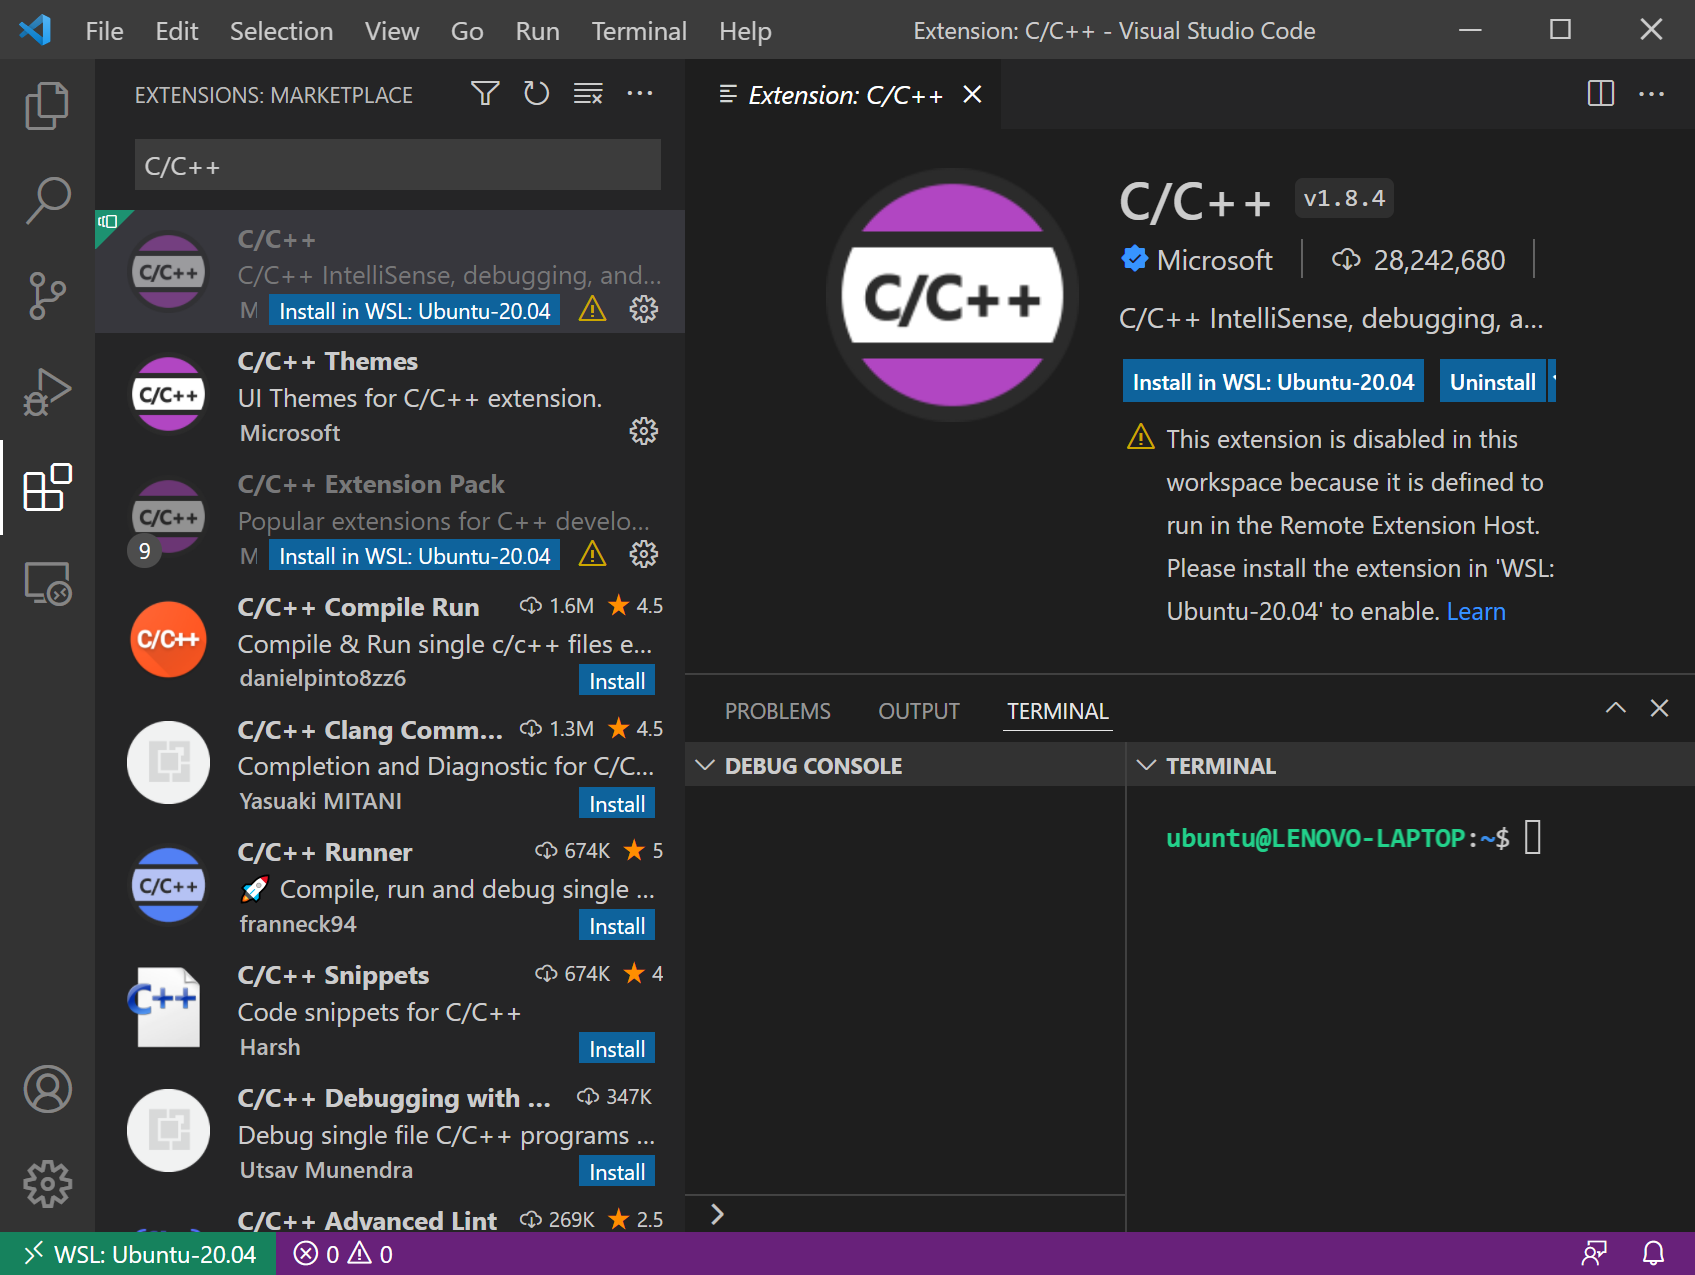 File Edit Selection View Go Run Terminal Help
Extension: C/C++ - Visual Studio Code
EXTENSIONS: MARKETPLACE
C/C++
C/C++
C/C++
C/C++ IntelliSense, debugging, and...
M Install in WSL: Ubuntu-20.04
C/C++
C/C++ Themes
UI Themes for C/C++ extension.
Microsoft
C/C++
9
C/C++ Extension Pack
Popular extensions for C++ develo...
M Install in WSL: Ubuntu-20.04
C/C++
C/C++ Compile Run 1.6M 4.5
Compile & Run single c/c++ files e...
danielpinto8zz6 Install
C/C++ Clang Comm... 1.3M 4.5
Completion and Diagnostic for C/C...
Yasuaki MITANI Install
C/C++
C/C++ Runner 674K 5
🚀 Compile, run and debug single ...
franneck94 Install
C++
C/C++ Snippets 674K 4
Code snippets for C/C++
Harsh Install
C/C++ Debugging with ... 347K
Debug single file C/C++ programs ...
Utsav Munendra Install
C/C++ Advanced Lint 269K 2.5
Extension: C/C++
C/C++
C/C++ v1.8.4
Microsoft 28,242,680
C/C++ IntelliSense, debugging, a...
Install in WSL: Ubuntu-20.04 Uninstall
This extension is disabled in this
workspace because it is defined to
run in the Remote Extension Host.
Please install the extension in 'WSL:
Ubuntu-20.04' to enable. Learn
PROBLEMS OUTPUT TERMINAL
DEBUG CONSOLE
TERMINAL
ubuntu@LENOVO-LAPTOP:~$
WSL: Ubuntu-20.04 0 0